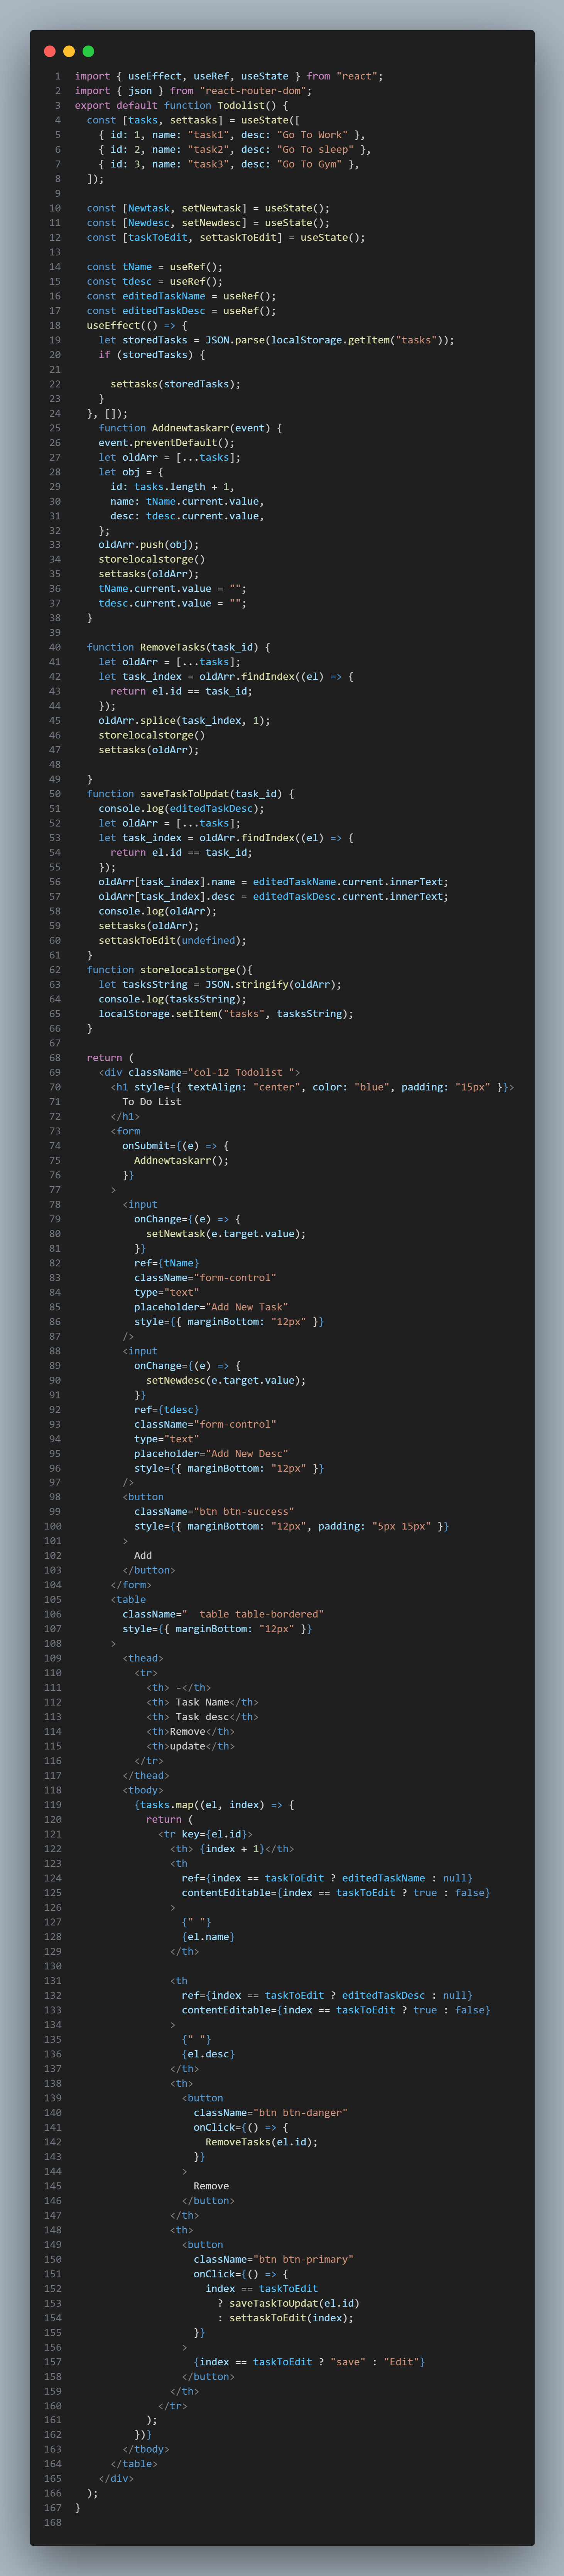 1 import { useEffect, useRef, useState } from "react";
2 import { json } from "react-router-dom";
3 export default function Todolist() {
4   const [tasks, settasks] = useState([
5     { id: 1, name: "task1", desc: "Go To Work" },
6     { id: 2, name: "task2", desc: "Go To sleep" },
7     { id: 3, name: "task3", desc: "Go To Gym" },
8   ]);
9
10   const [Newtask, setNewtask] = useState();
11   const [Newdesc, setNewdesc] = useState();
12   const [taskToEdit, settaskToEdit] = useState();
13
14   const tName = useRef();
15   const tdesc = useRef();
16   const editedTaskName = useRef();
17   const editedTaskDesc = useRef();
18   useEffect(() => {
19     let storedTasks = JSON.parse(localStorage.getItem("tasks"));
20     if (storedTasks) {
21
22       settasks(storedTasks);
23     }
24   }, []);
25     function Addnewtaskarr(event) {
26     event.preventDefault();
27     let oldArr = [...tasks];
28     let obj = {
29       id: tasks.length + 1,
30       name: tName.current.value,
31       desc: tdesc.current.value,
32     };
33     oldArr.push(obj);
34     storelocalstorge()
35     settasks(oldArr);
36     tName.current.value = "";
37     tdesc.current.value = "";
38   }
39
40   function RemoveTasks(task_id) {
41     let oldArr = [...tasks];
42     let task_index = oldArr.findIndex((el) => {
43       return el.id == task_id;
44     });
45     oldArr.splice(task_index, 1);
46     storelocalstorge()
47     settasks(oldArr);
48
49   }
50   function saveTaskToUpdat(task_id) {
51     console.log(editedTaskDesc);
52     let oldArr = [...tasks];
53     let task_index = oldArr.findIndex((el) => {
54       return el.id == task_id;
55     });
56     oldArr[task_index].name = editedTaskName.current.innerText;
57     oldArr[task_index].desc = editedTaskDesc.current.innerText;
58     console.log(oldArr);
59     settasks(oldArr);
60     settaskToEdit(undefined);
61   }
62   function storelocalstorge(){
63     let tasksString = JSON.stringify(oldArr);
64     console.log(tasksString);
65     localStorage.setItem("tasks", tasksString);
66   }
67
68   return (
69     <div className="col-12 Todolist ">
70       <h1 style={{ textAlign: "center", color: "blue", padding: "15px" }}>
71         To Do List
72       </h1>
73       <form
74         onSubmit={(e) => {
75           Addnewtaskarr();
76         }}
77       >
78         <input
79           onChange={(e) => {
80             setNewtask(e.target.value);
81           }}
82           ref={tName}
83           className="form-control"
84           type="text"
85           placeholder="Add New Task"
86           style={{ marginBottom: "12px" }}
87         />
88         <input
89           onChange={(e) => {
90             setNewdesc(e.target.value);
91           }}
92           ref={tdesc}
93           className="form-control"
94           type="text"
95           placeholder="Add New Desc"
96           style={{ marginBottom: "12px" }}
97         />
98         <button
99           className="btn btn-success"
100           style={{ marginBottom: "12px", padding: "5px 15px" }}
101         >
102           Add
103         </button>
104       </form>
105       <table
106         className="  table table-bordered"
107         style={{ marginBottom: "12px" }}
108       >
109         <thead>
110           <tr>
111             <th> -</th>
112             <th> Task Name</th>
113             <th> Task desc</th>
114             <th>Remove</th>
115             <th>update</th>
116           </tr>
117         </thead>
118         <tbody>
119           {tasks.map((el, index) => {
120             return (
121               <tr key={el.id}>
122                 <th> {index + 1}</th>
123                 <th
124                   ref={index == taskToEdit ? editedTaskName : null}
125                   contentEditable={index == taskToEdit ? true : false}
126                 >
127                   {" "}
128                   {el.name}
129                 </th>
130
131                 <th
132                   ref={index == taskToEdit ? editedTaskDesc : null}
133                   contentEditable={index == taskToEdit ? true : false}
134                 >
135                   {" "}
136                   {el.desc}
137                 </th>
138                 <th>
139                   <button
140                     className="btn btn-danger"
141                     onClick={() => {
142                       RemoveTasks(el.id);
143                     }}
144                   >
145                     Remove
146                   </button>
147                 </th>
148                 <th>
149                   <button
150                     className="btn btn-primary"
151                     onClick={() => {
152                       index == taskToEdit
153                         ? saveTaskToUpdat(el.id)
154                         : settaskToEdit(index);
155                     }}
156                   >
157                     {index == taskToEdit ? "save" : "Edit"}
158                   </button>
159                 </th>
160               </tr>
161             );
162           })}
163         </tbody>
164       </table>
165     </div>
166   );
167 }
168